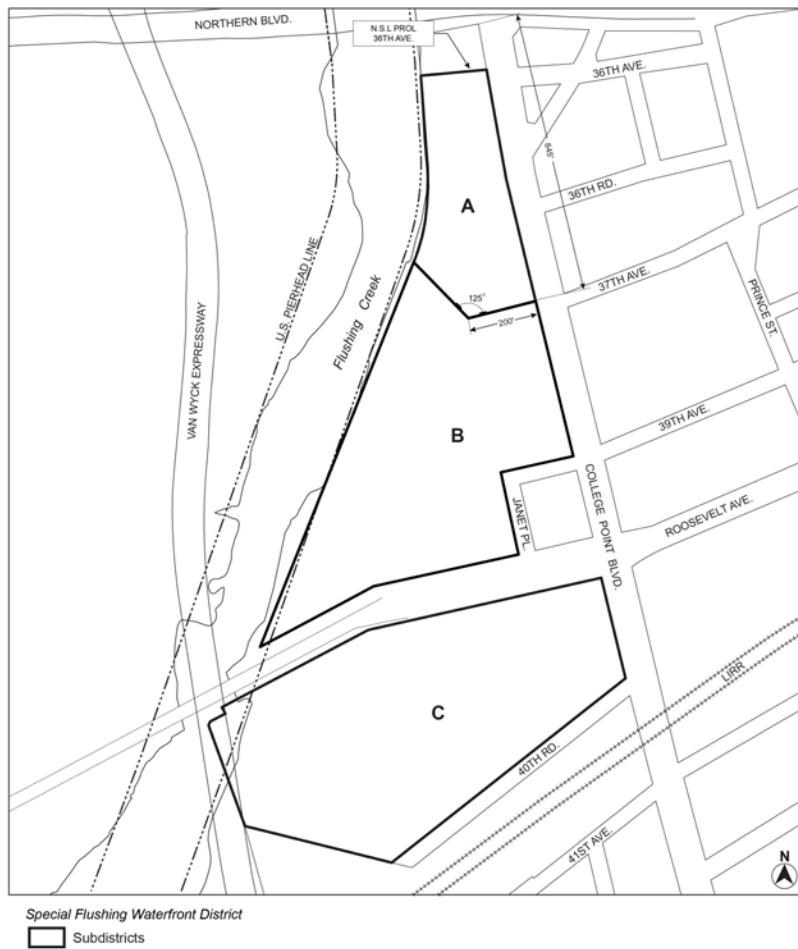 NORTHERN BLVD.
N.S.L PROL
36TH AVE.
36TH AVE.
845'
36TH RD.
A
U.S. PIERHEAD LINE
37TH AVE.
125°
200'
PRINCE ST.
Flushing Creek
VAN WYCK EXPRESSWAY
39TH AVE.
B
COLLEGE POINT BLVD.
JANET PL.
ROOSEVELT AVE.
LIRR
C
40TH RD.
41ST AVE.
N
Special Flushing Waterfront District
Subdistricts